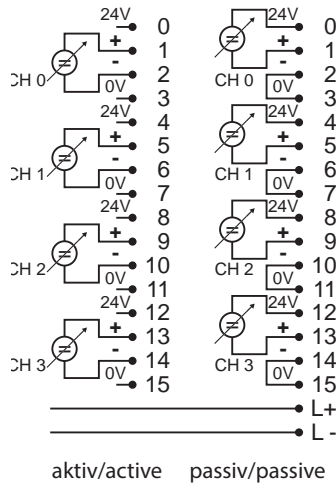 24V 0 24V 0
+ 1 + 1
- 2 - 2
CH 0 CH 0
0V 3 0V 3
24V 4 24V 4
+ 5 + 5
- 6 - 6
CH 1 CH 1
0V 7 0V 7
24V 8 24V 8
+ 9 + 9
- 10 - 10
CH 2 CH 2
0V 11 0V 11
24V 12 24V 12
+ 13 + 13
- 14 - 14
CH 3 CH 3
0V 15 0V 15
L+
L -
aktiv/active passiv/passive